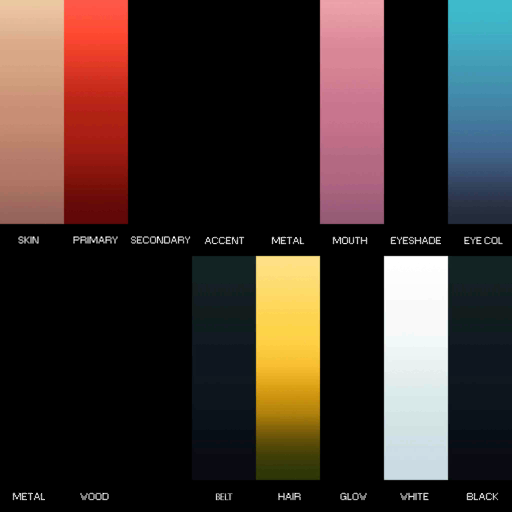 SKIN PRIMARY SECONDARY ACCENT METAL MOUTH EYESHADE EYE COL
METAL WOOD BELT HAIR GLOW WHITE BLACK